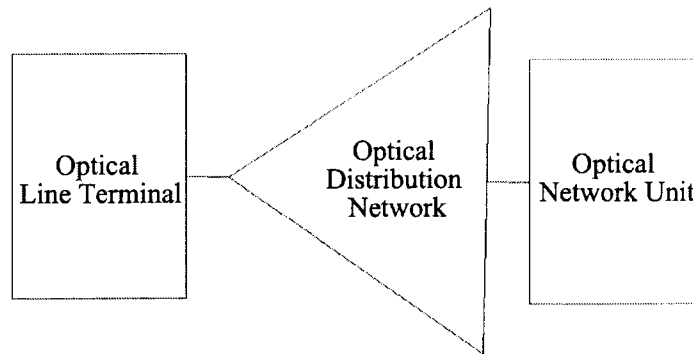 Optical
Line Terminal
Optical
Distribution
Network
Optical
Network Unit